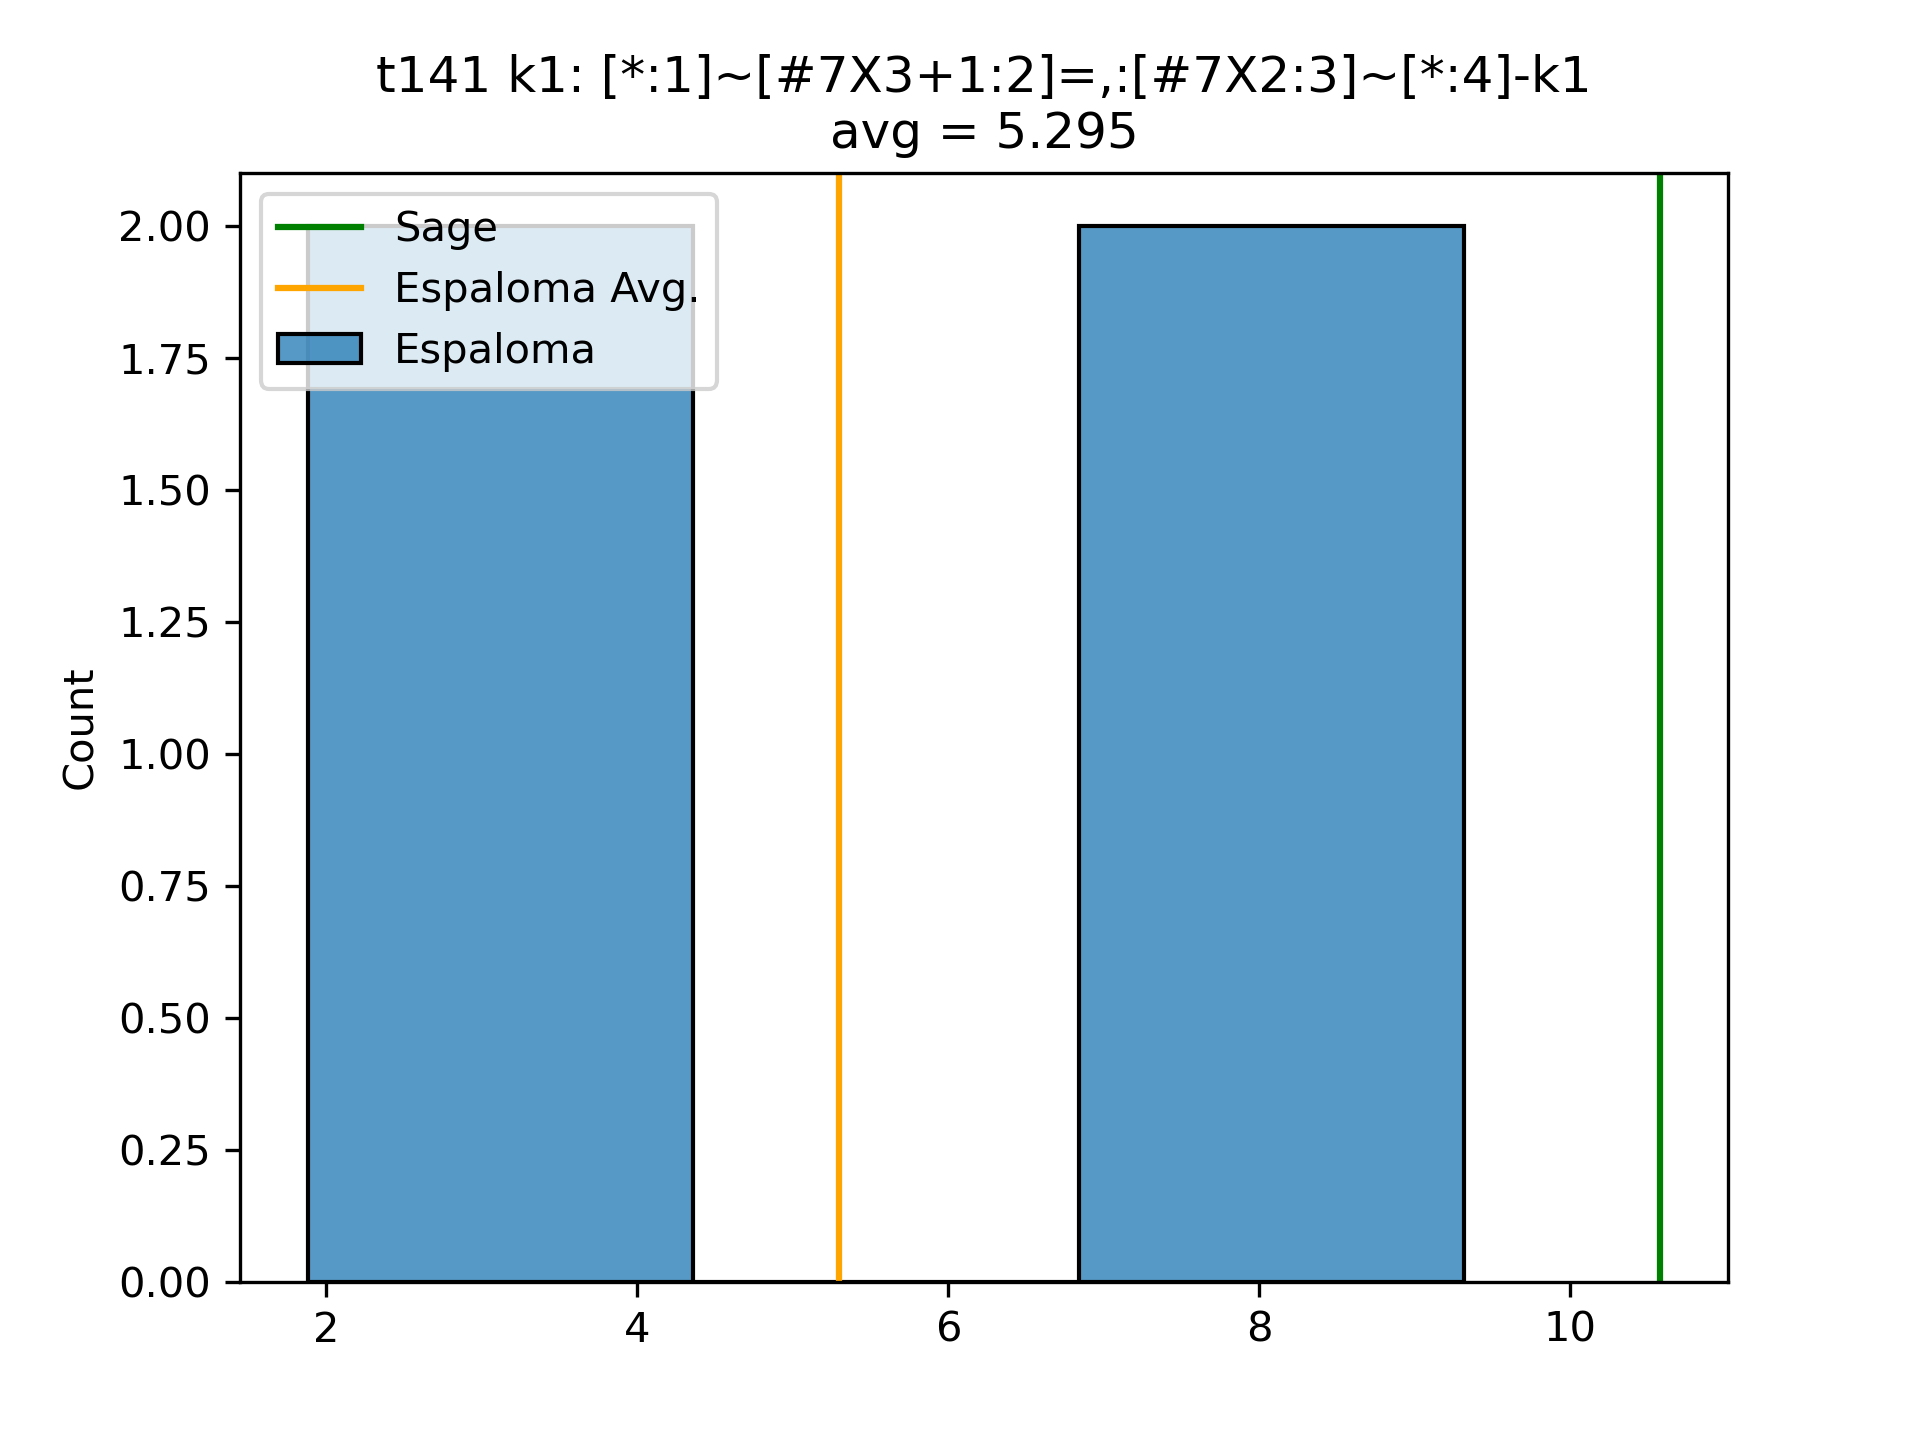 t141 k1: [*:1]~[#7X3+1:2]=,:[#7X2:3]~[*:4]-k1
avg = 5.295
Sage
Espaloma Avg.
Espaloma
2.00
1.75
1.50
1.25
1.00
0.75
0.50
0.25
0.00
Count
2 4 6 8 10